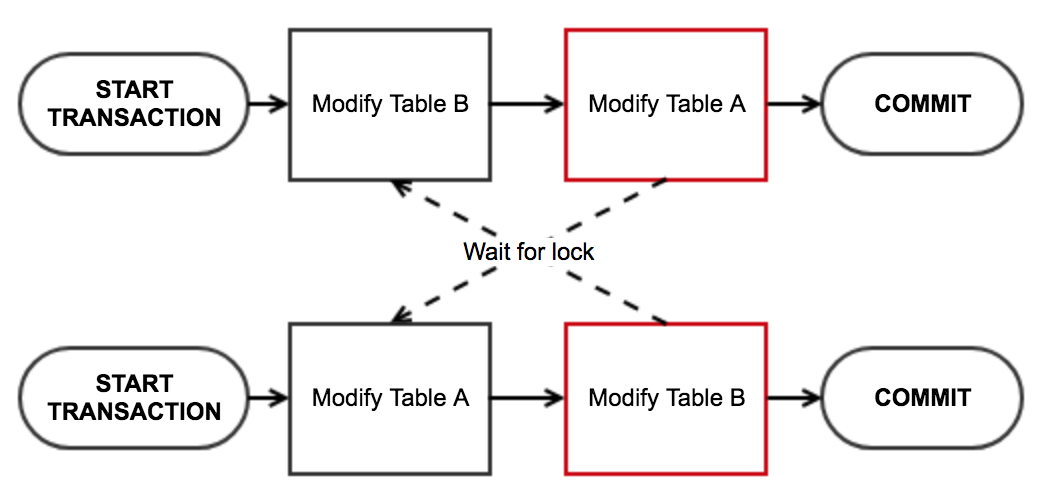 START
TRANSACTION
Modify Table B
Modify Table A
COMMIT
Wait for lock
START
TRANSACTION
Modify Table A
Modify Table B
COMMIT